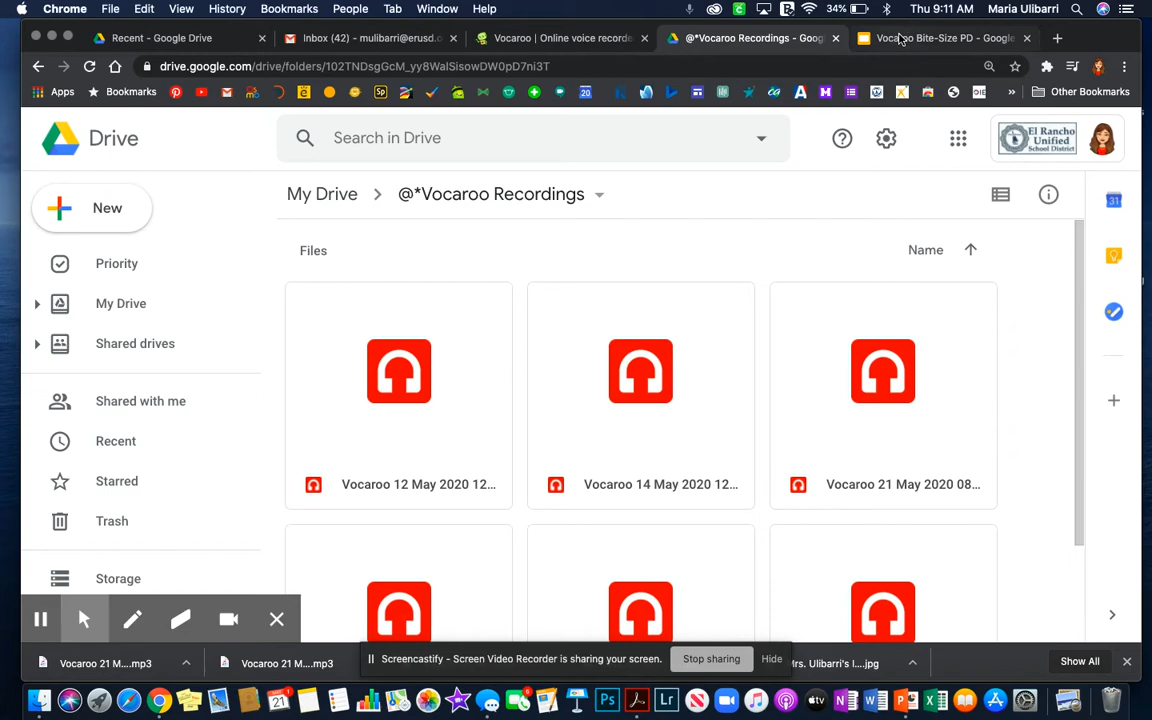 Chrome File Edit View History Bookmarks People Tab Window Help 34% Thu 9:11 AM Maria Ulibarri
Recent - Google Drive Inbox (42) - mulibarri@erusd. Vocaroo | Online voice recorde @*Vocaroo Recordings - Goog Vocaroo Bite-Size PD - Google
drive.google.com/drive/folders/102TNDsgGcM_yy8WalSisowDW0pD7ni3T
Apps Bookmarks Other Bookmarks
Drive Search in Drive El Rancho
Unified
School District
New My Drive @*Vocaroo Recordings
Files Name
Priority
My Drive
Shared drives
Shared with me
Recent
Starred
Trash
Storage
Vocaroo 12 May 2020 12... Vocaroo 14 May 2020 12... Vocaroo 21 May 2020 08...
Vocaroo 21 M....mp3 Vocaroo 21 M....mp3 Screencastify - Screen Video Recorder is sharing your screen. Stop sharing Hide rs. Ulibarri's I....jpg Show All